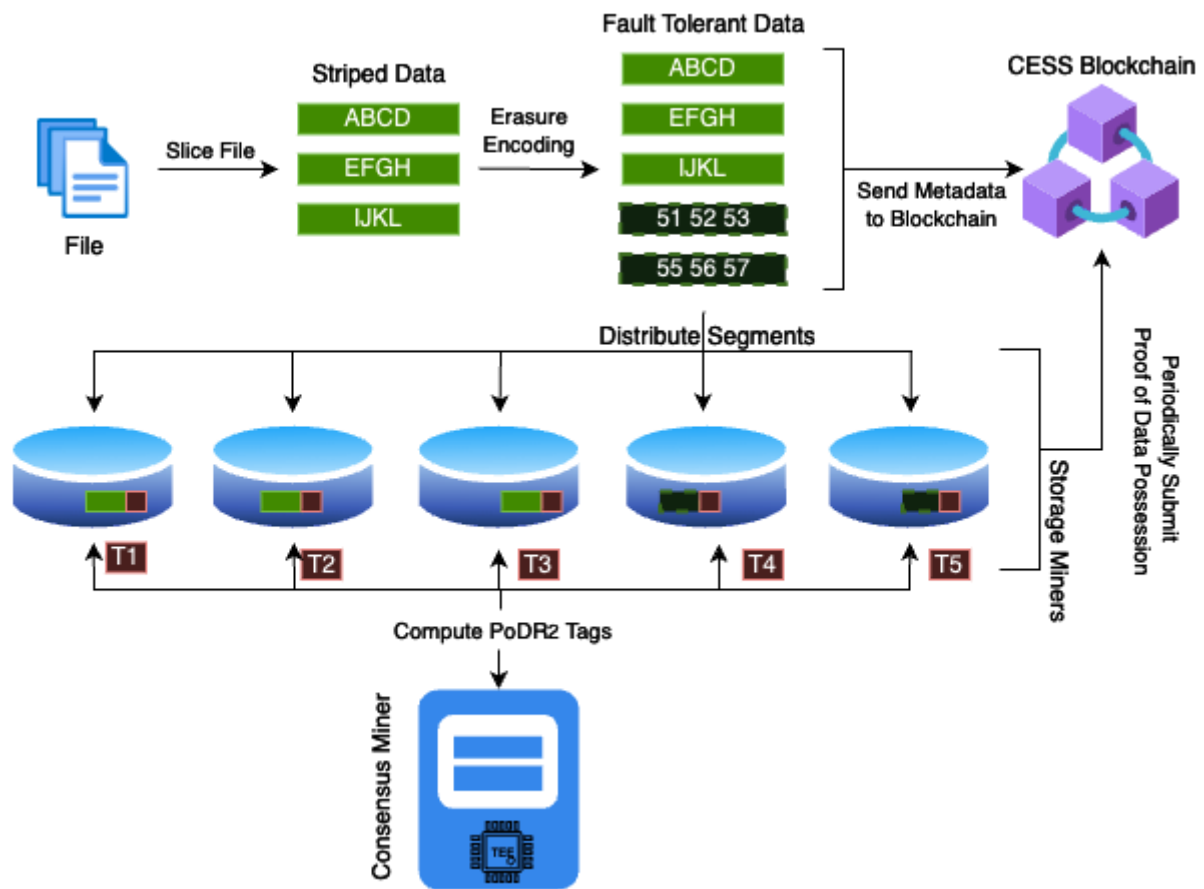 Fault Tolerant Data
Striped Data
CESS Blockchain
ABCD
EFGH
IJKL
Slice File
Erasure
Encoding
ABCD
EFGH
IJKL
51 52 53
55 56 57
Send Metadata
to Blockchain
File
Distribute Segments
Periodically Submit
Proof of Data Possession
Storage Miners
T1
T2
T3
T4
T5
Compute PoDR2 Tags
Consensus Miner
TEE